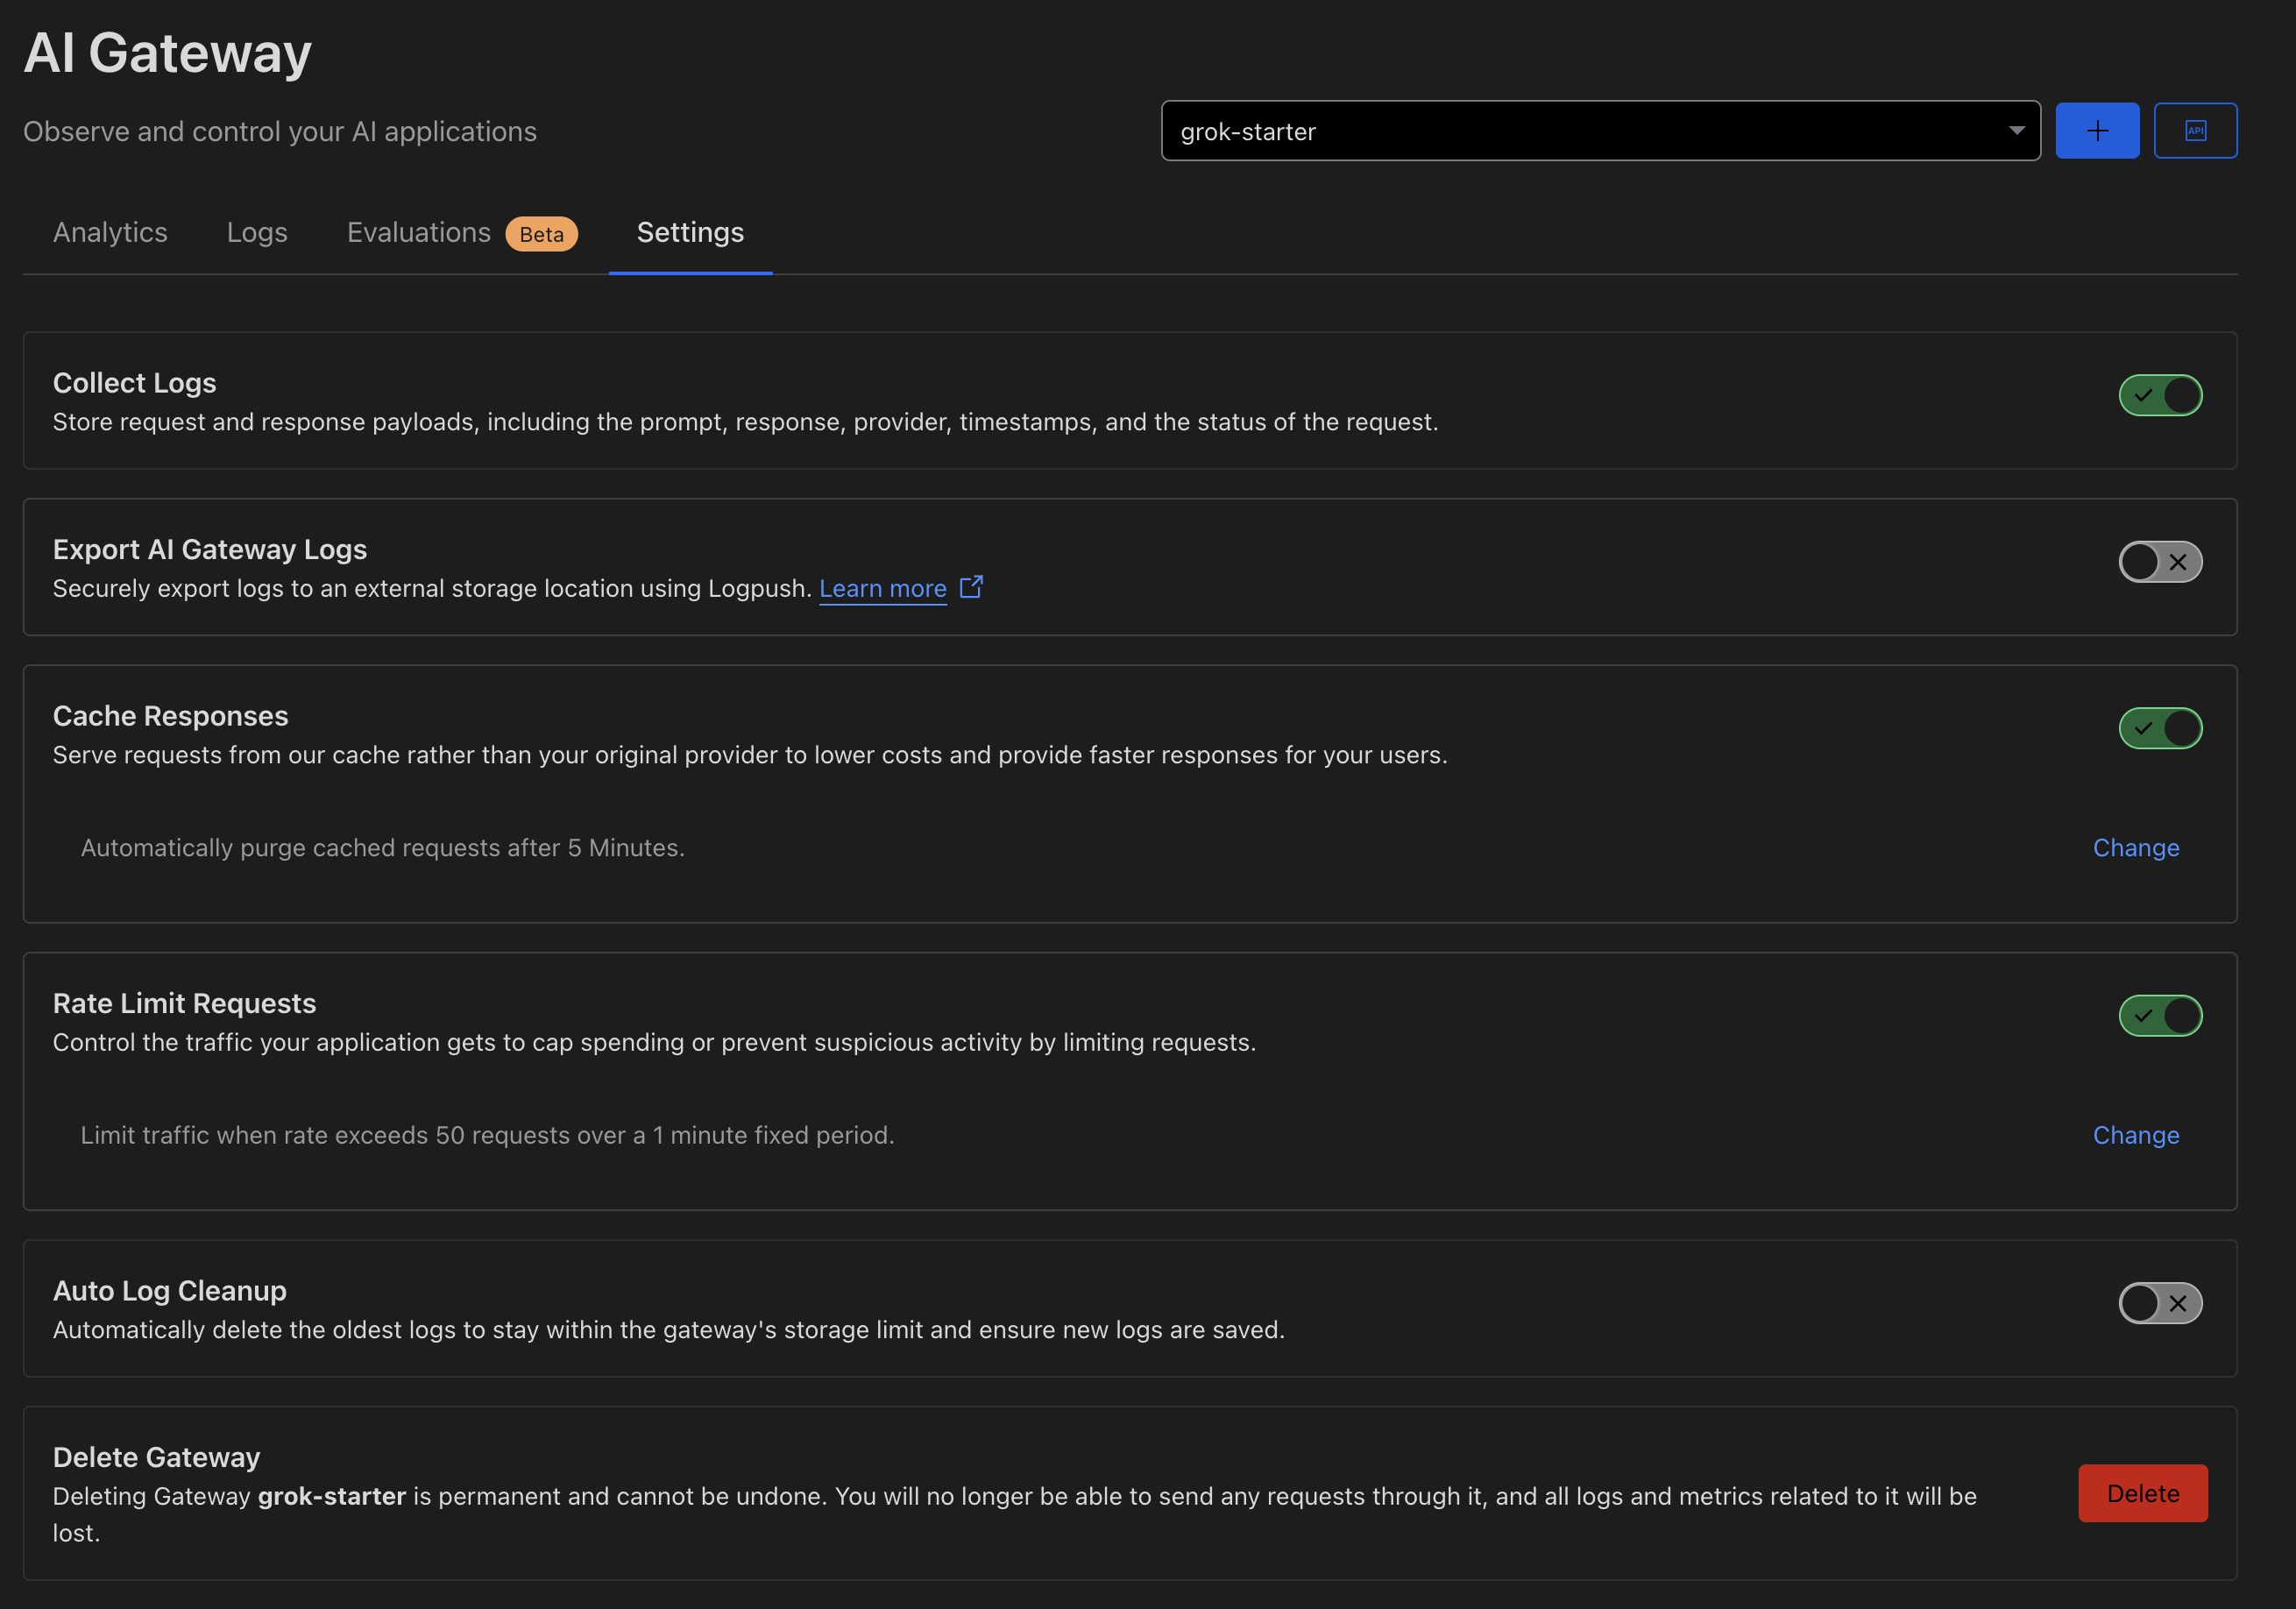 AI Gateway
Observe and control your AI applications
grok-starter
+
API
Analytics
Logs
Evaluations
Beta
Settings
Collect Logs
Store request and response payloads, including the prompt, response, provider, timestamps, and the status of the request.
Export AI Gateway Logs
Securely export logs to an external storage location using Logpush. Learn more
Cache Responses
Serve requests from our cache rather than your original provider to lower costs and provide faster responses for your users.
Automatically purge cached requests after 5 Minutes.
Change
Rate Limit Requests
Control the traffic your application gets to cap spending or prevent suspicious activity by limiting requests.
Limit traffic when rate exceeds 50 requests over a 1 minute fixed period.
Change
Auto Log Cleanup
Automatically delete the oldest logs to stay within the gateway's storage limit and ensure new logs are saved.
Delete Gateway
Deleting Gateway grok-starter is permanent and cannot be undone. You will no longer be able to send any requests through it, and all logs and metrics related to it will be
lost.
Delete